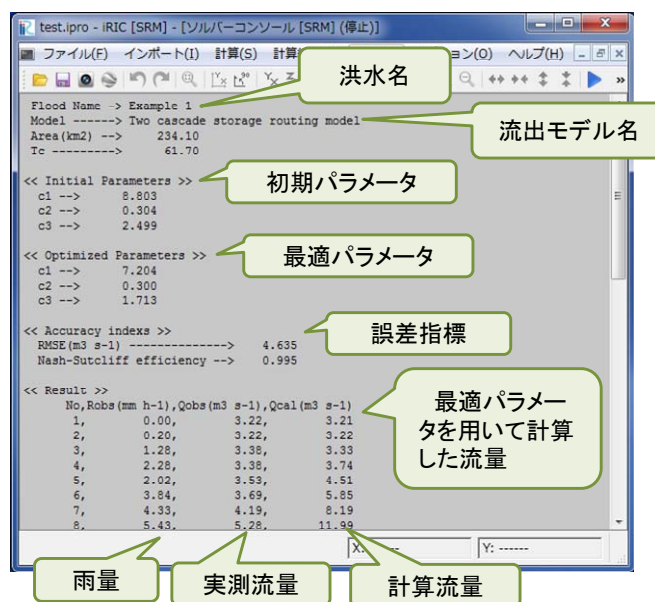 test.ipro - iRIC [SRM] - [ソルバーコンソール [SRM] (停止)]
ファイル(F) インポート(I) 計算(S) ョン(O) ヘルプ(H)
洪水名
Flood Name -> Example 1
Model ------> Two cascade storage routing model
流出モデル名
Area(km2) --> 234.10
Tc ---------> 61.70
<< Initial Parameters >>
初期パラメータ
c1 --> 8.803
c2 --> 0.304
c3 --> 2.499
<< Optimized Parameters >>
最適パラメータ
c1 --> 7.204
c2 --> 0.300
c3 --> 1.713
<< Accuracy indexs >>
誤差指標
RMSE(m3 s-1) --------------> 4.635
Nash-Sutcliff efficiency --> 0.995
<< Result >>
最適パラメー
タを用いて計算
した流量
No,Robs(mm h-1),Qobs(m3 s-1),Qcal(m3 s-1)
1, 0.00, 3.22, 3.21
2, 0.20, 3.22, 3.22
3, 1.28, 3.38, 3.33
4, 2.28, 3.38, 3.74
5, 2.02, 3.53, 4.51
6, 3.84, 3.69, 5.85
7, 4.33, 4.19, 8.19
8, 5.43, 5.28, 11.99
X: ------ Y: ------
雨量
実測流量
計算流量